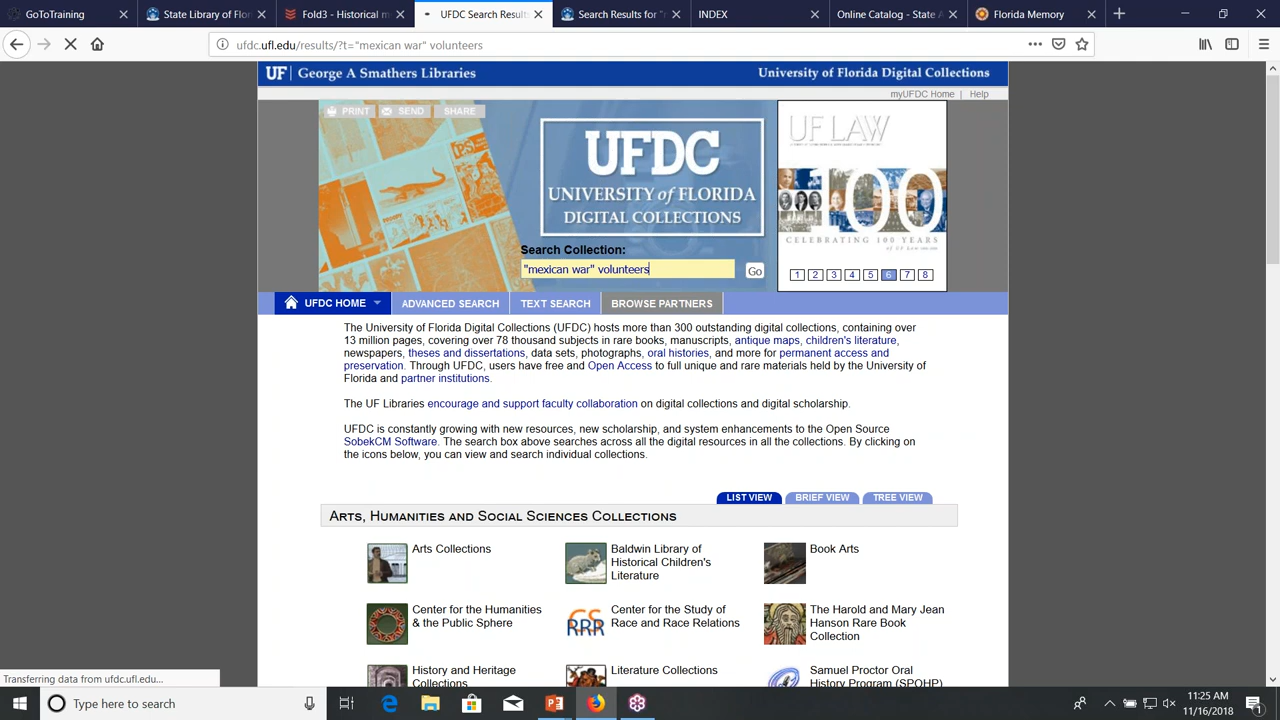 GoToTraining
State Library of Flori
Fold3 - Historical m
UFDC Search Results
Search Results for "m
INDEX
Online Catalog - State A
Florida Memory
ufdc.ufl.edu/results/?t="mexican war" volunteers
UF George A Smathers Libraries
University of Florida Digital Collections
myUFDC Home | Help
PRINT SEND SHARE
UFDC
UNIVERSITY of FLORIDA
DIGITAL COLLECTIONS
Search Collection:
"mexican war" volunteers
Go
UF LAW
100
CELEBRATING 100 YEARS
of UF Law
1 2 3 4 5 6 7 8
UFDC HOME
ADVANCED SEARCH
TEXT SEARCH
BROWSE PARTNERS
The University of Florida Digital Collections (UFDC) hosts more than 300 outstanding digital collections, containing over
13 million pages, covering over 78 thousand subjects in rare books, manuscripts, antique maps, children's literature,
newspapers, theses and dissertations, data sets, photographs, oral histories, and more for permanent access and
preservation. Through UFDC, users have free and Open Access to full unique and rare materials held by the University of
Florida and partner institutions.
The UF Libraries encourage and support faculty collaboration on digital collections and digital scholarship.
UFDC is constantly growing with new resources, new scholarship, and system enhancements to the Open Source
SobekCM Software. The search box above searches across all the digital resources in all the collections. By clicking on
the icons below, you can view and search individual collections.
LIST VIEW
BRIEF VIEW
TREE VIEW
ARTS, HUMANITIES AND SOCIAL SCIENCES COLLECTIONS
Arts Collections
Baldwin Library of
Historical Children's
Literature
Book Arts
Center for the Humanities
& the Public Sphere
Center for the Study of
Race and Race Relations
The Harold and Mary Jean
Hanson Rare Book
Collection
History and Heritage
Collections
Literature Collections
Samuel Proctor Oral
History Program (SPOHP)
Transferring data from ufdc.ufl.edu...
Type here to search
11:25 AM
11/16/2018